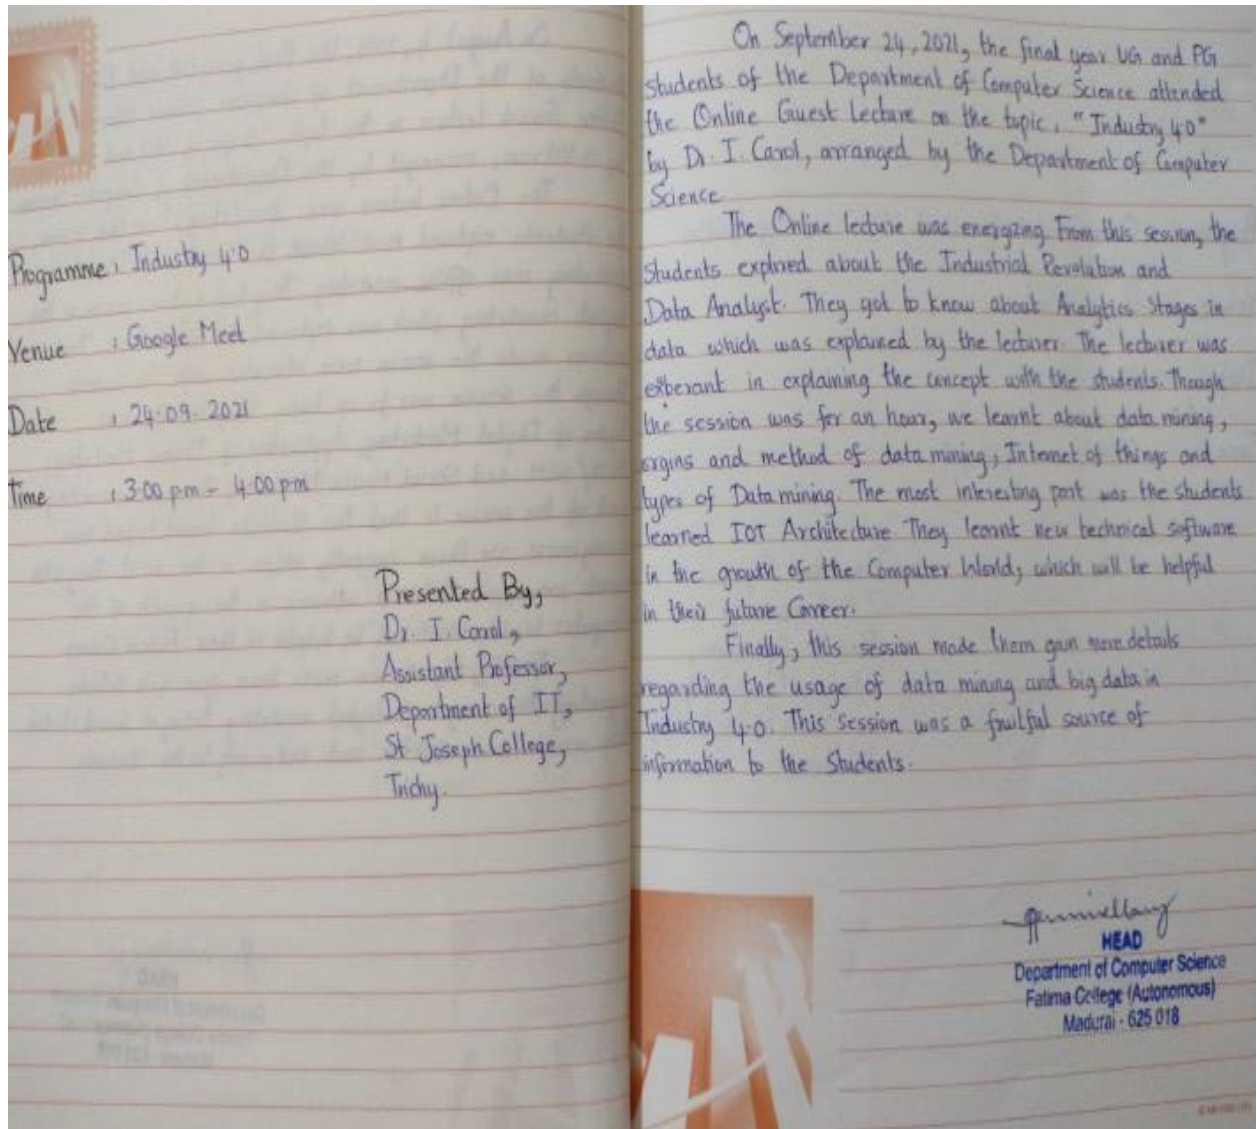 Programme : Industry 4.0
Venue : Google Meet
Date : 24.09.2021
Time : 3.00 pm - 4.00 pm
Presented By,
Dr. I. Carol,
Assistant Professor,
Department of IT,
St Joseph College,
Trichy.
On September 24, 2021, the final year UG and PG
students of the Department of Computer Science attended
the Online Guest Lecture on the topic, "Industry 4.0"
by Dr. I. Carol, arranged by the Department of Computer
Science.
The Online lecture was energzing. From this session, the
Students explored about the Industrial Revolution and
Data Analyst. They got to know about Analytics Stages in
data which was explained by the lecturer. The lecturer was
exberant in explaining the concept with the students. Though
the session was for an hour, we learnt about data mining,
orgins and method of data mining, Internet of things and
types of Data mining. The most interesting part was the students
learned IOT Architecture. They learnt new technical software
in the growth of the Computer World, which will be helpful
in their future Career.
Finally, this session made them gain more details
regarding the usage of data mining and big data in
Industry 4.0. This session was a fruitful source of
information to the Students.
HEAD
Department of Computer Science
Fatima College (Autonomous)
Madurai - 625 018